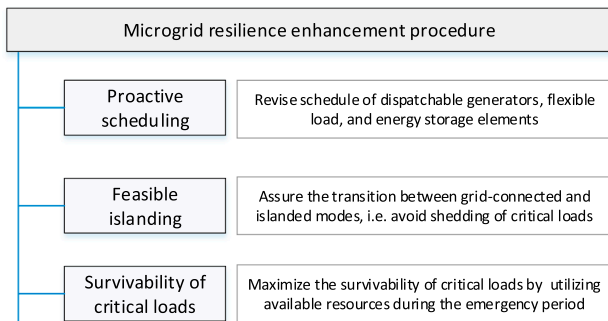 Microgrid resilience enhancement procedure
Proactive
scheduling
Revise schedule of dispatchable generators, flexible
load, and energy storage elements
Feasible
islanding
Assure the transition between grid-connected and
islanded modes, i.e. avoid shedding of critical loads
Survivability of
critical loads
Maximize the survivability of critical loads by utilizing
available resources during the emergency period